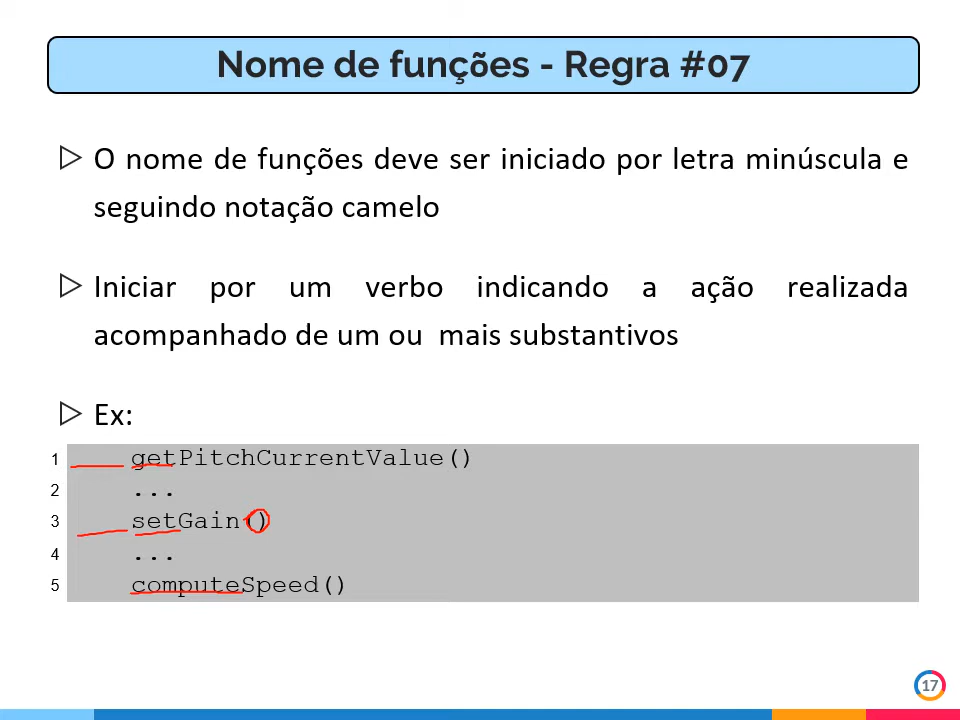 Nome de funções - Regra #07
O nome de funções deve ser iniciado por letra minúscula e
seguindo notação camelo
Iniciar por um verbo indicando a ação realizada
acompanhado de um ou mais substantivos
Ex:
1 getPitchCurrentValue()
2 ...
3 setGain()
4 ...
5 computeSpeed()
17